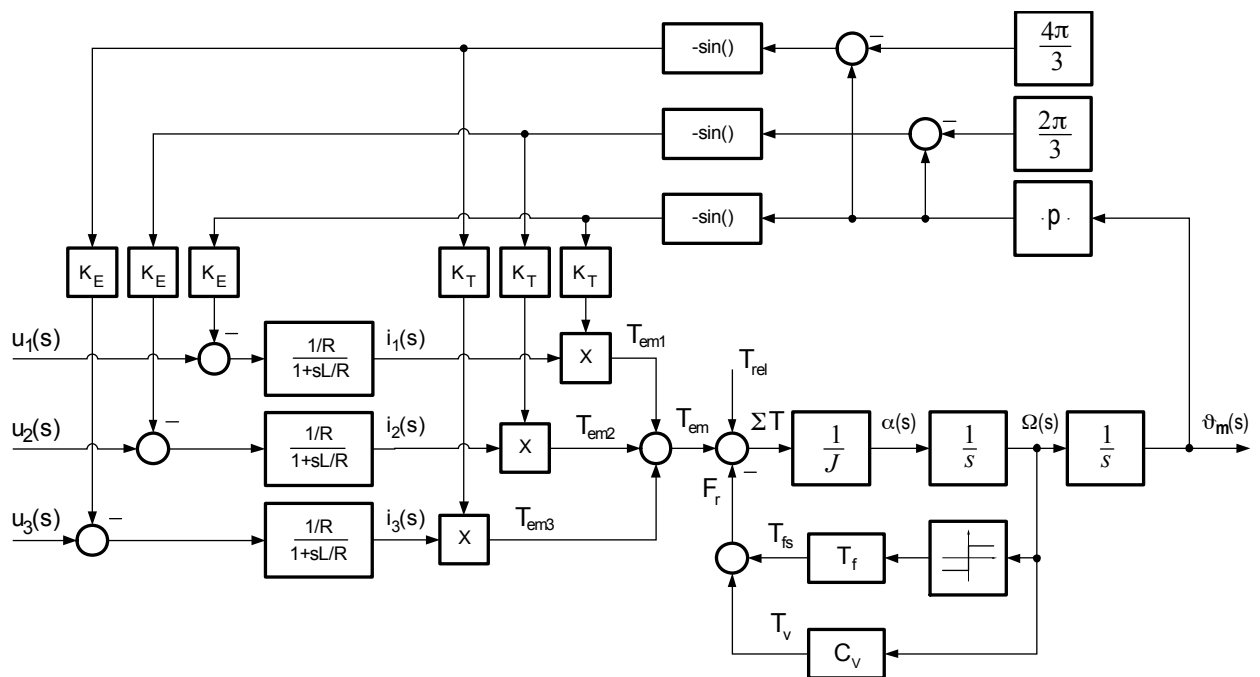 -sin()
−
4π
3
-sin()
−
2π
3
-sin()
· p ·
K_E
K_E
K_E
K_T
K_T
K_T
u_1(s)
−
1/R
1+sL/R
i_1(s)
X
T_em1
T_rel
u_2(s)
−
1/R
1+sL/R
i_2(s)
X
T_em2
T_em
ΣT
1
J
α(s)
1
s
Ω(s)
1
s
ϑ_m(s)
−
F_r
u_3(s)
−
1/R
1+sL/R
i_3(s)
X
T_em3
T_fs
T_f
T_v
C_v